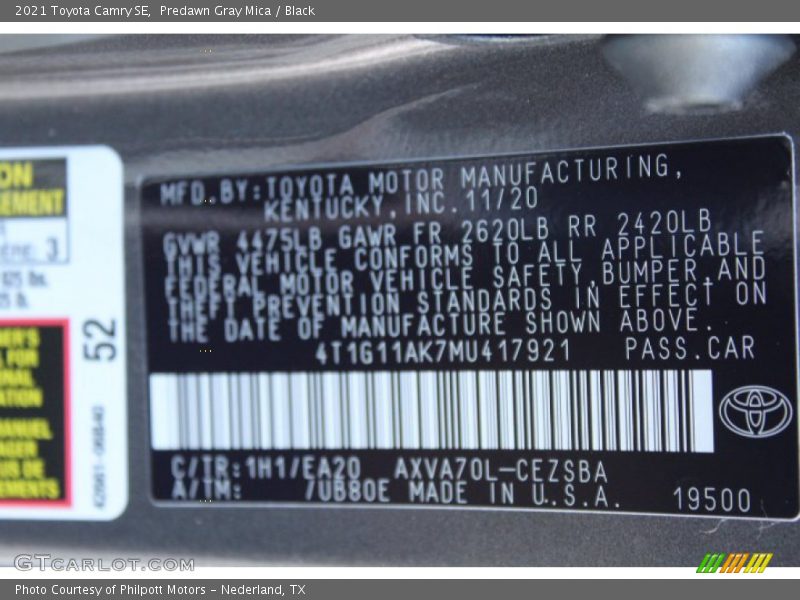 2021 Toyota Camry SE, Predawn Gray Mica / Black
MFD. BY: TOYOTA MOTOR MANUFACTURING,
KENTUCKY, INC. 11/20
GVWR 4475LB GAWR FR 2620LB RR 2420LB
THIS VEHICLE CONFORMS TO ALL APPLICABLE
FEDERAL MOTOR VEHICLE SAFETY, BUMPER, AND
THEFT PREVENTION STANDARDS IN EFFECT ON
THE DATE OF MANUFACTURE SHOWN ABOVE.
4T1G11AK7MU417921 PASS.CAR
C/TR: 1H1/EA20 AXVA70L-CEZSBA
A/TM: /UB80E MADE IN U.S.A. 19500
ON
3
52
GTCARLOT.COM
Photo Courtesy of Philpott Motors - Nederland, TX